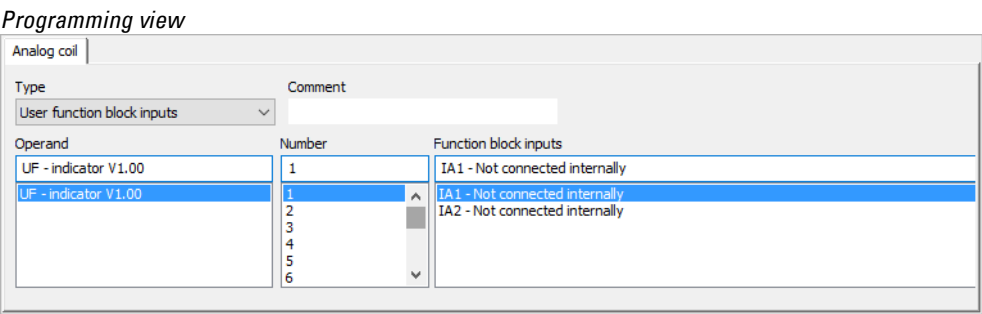 Programming view
Analog coil
Type Comment
User function block inputs
Operand Number Function block inputs
UF - indicator V1.00 1 IA1 - Not connected internally
UF - indicator V1.00 1 IA1 - Not connected internally
2 IA2 - Not connected internally
3
4
5
6